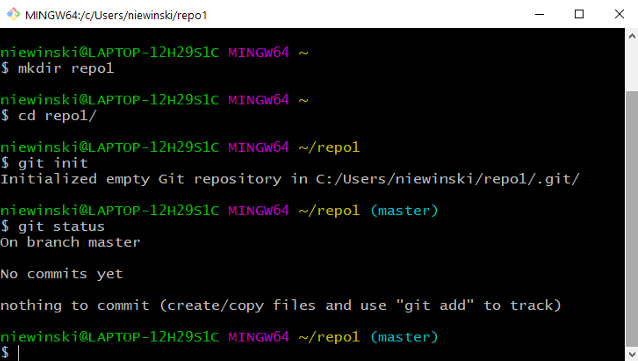 MINGW64:/c/Users/niewinski/repo1
niewinski@LAPTOP-12H29S1C MINGW64 ~
$ mkdir repo1
niewinski@LAPTOP-12H29S1C MINGW64 ~
$ cd repo1/
niewinski@LAPTOP-12H29S1C MINGW64 ~/repo1
$ git init
Initialized empty Git repository in C:/Users/niewinski/repo1/.git/
niewinski@LAPTOP-12H29S1C MINGW64 ~/repo1 (master)
$ git status
On branch master
No commits yet
nothing to commit (create/copy files and use "git add" to track)
niewinski@LAPTOP-12H29S1C MINGW64 ~/repo1 (master)
$